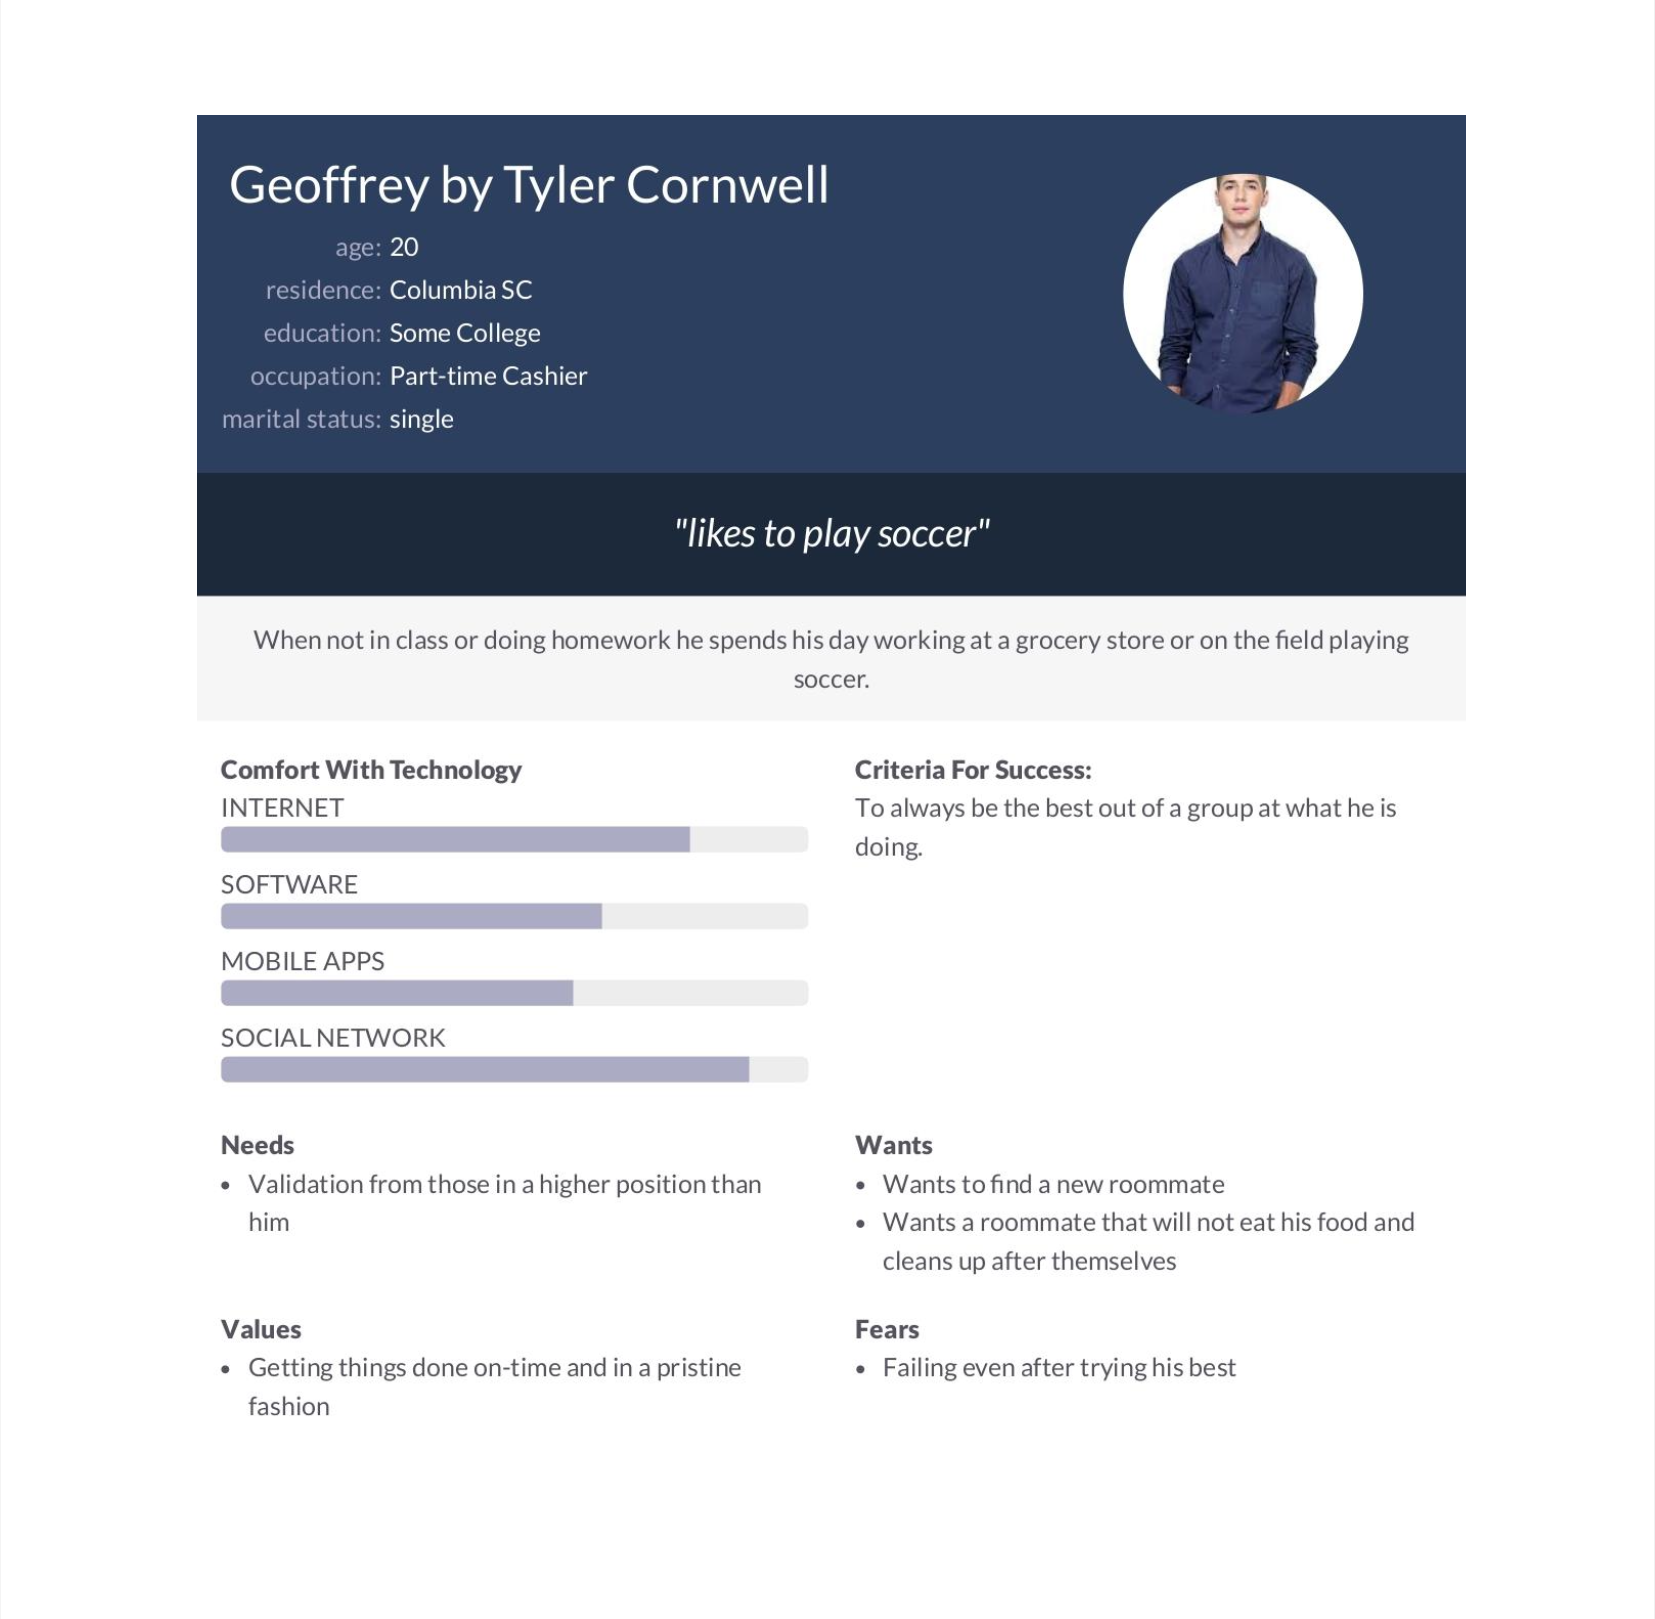 Geoffrey by Tyler Cornwell
age: 20
residence: Columbia SC
education: Some College
occupation: Part-time Cashier
marital status: single
"likes to play soccer"
When not in class or doing homework he spends his day working at a grocery store or on the field playing
soccer.
Comfort With Technology
INTERNET
SOFTWARE
MOBILE APPS
SOCIAL NETWORK
Criteria For Success:
To always be the best out of a group at what he is
doing.
Needs
• Validation from those in a higher position than
him
Wants
• Wants to find a new roommate
• Wants a roommate that will not eat his food and
cleans up after themselves
Values
• Getting things done on-time and in a pristine
fashion
Fears
• Failing even after trying his best